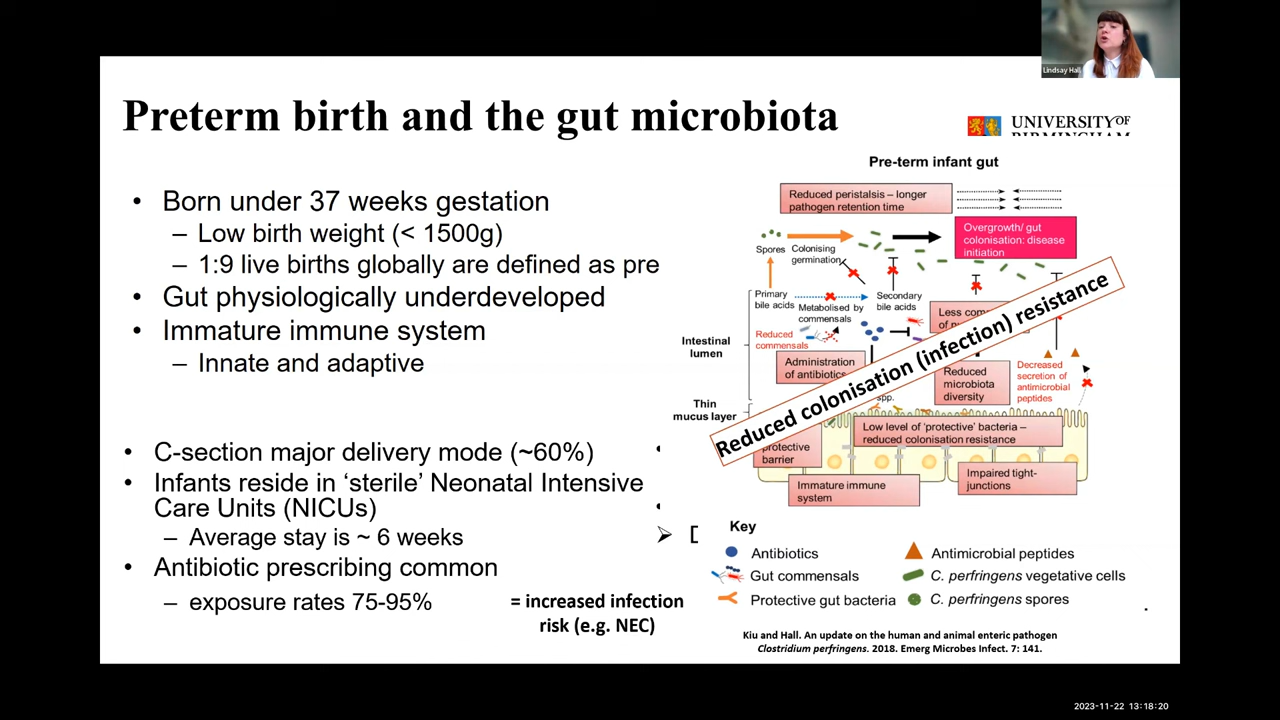 Lindsay Hall
Preterm birth and the gut microbiota
UNIVERSITYOF
BIRMINGHAM
• Born under 37 weeks gestation
– Low birth weight (< 1500g)
– 1:9 live births globally are defined as pre
• Gut physiologically underdeveloped
• Immature immune system
– Innate and adaptive
• C-section major delivery mode (~60%)
• Infants reside in ‘sterile’ Neonatal Intensive
Care Units (NICUs)
– Average stay is ~ 6 weeks
• Antibiotic prescribing common
– exposure rates 75-95%
= increased infection
risk (e.g. NEC)
Pre-term infant gut
Reduced peristalsis – longer
pathogen retention time
Overgrowth/ gut
colonisation: disease
initiation
Spores
Colonising
germination
Primary
bile acids
Metabolised by
commensals
Secondary
bile acids
Reduced
commensals
Less
Intestinal
lumen
Administration
of antibiotics
Reduced
microbiota
diversity
Decreased
secretion of
antimicrobial
peptides
spp.
Reduced colonisation (infection) resistance
Thin
mucus layer
protective
barrier
Low level of ‘protective’ bacteria –
reduced colonisation resistance
Immature immune
system
Impaired tight-
junctions
Key
Antibiotics
Gut commensals
Protective gut bacteria
Antimicrobial peptides
C. perfringens vegetative cells
C. perfringens spores
Kiu and Hall. An update on the human and animal enteric pathogen
Clostridium perfringens. 2018. Emerg Microbes Infect. 7: 141.
2023-11-22 13:18:20